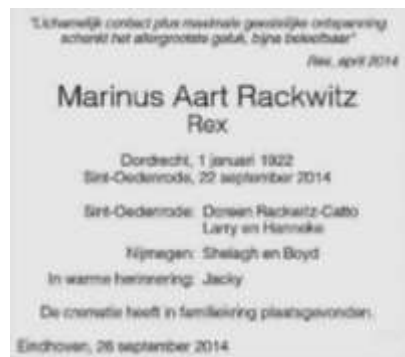 "Lichamelijk contact plus maximale geestelijke ontspanning
schenkt het allergrootste geluk, bijna beleefbaar"
Rex, april 2014
Marinus Aart Rackwitz
Rex
Dordrecht, 1 januari 1922
Sint-Oedenrode, 22 september 2014
Sint-Oedenrode: Doreen Rackwitz-Catto
Larry en Hanneke
Nijmegen: Shelagh en Boyd
In warme herinnering: Jacky
De crematie heeft in familiekring plaatsgevonden.
Eindhoven, 26 september 2014